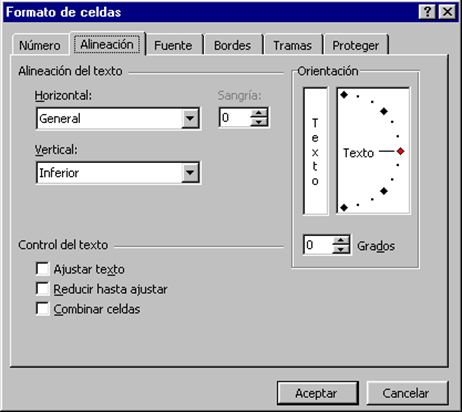 Formato de celdas
Número Alineación Fuente Bordes Tramas Proteger
Alineación del texto
Horizontal:
General
Sangría:
0
Vertical:
Inferior
Orientación
Texto
Texto
0 Grados
Control del texto
Ajustar texto
Reducir hasta ajustar
Combinar celdas
Aceptar Cancelar